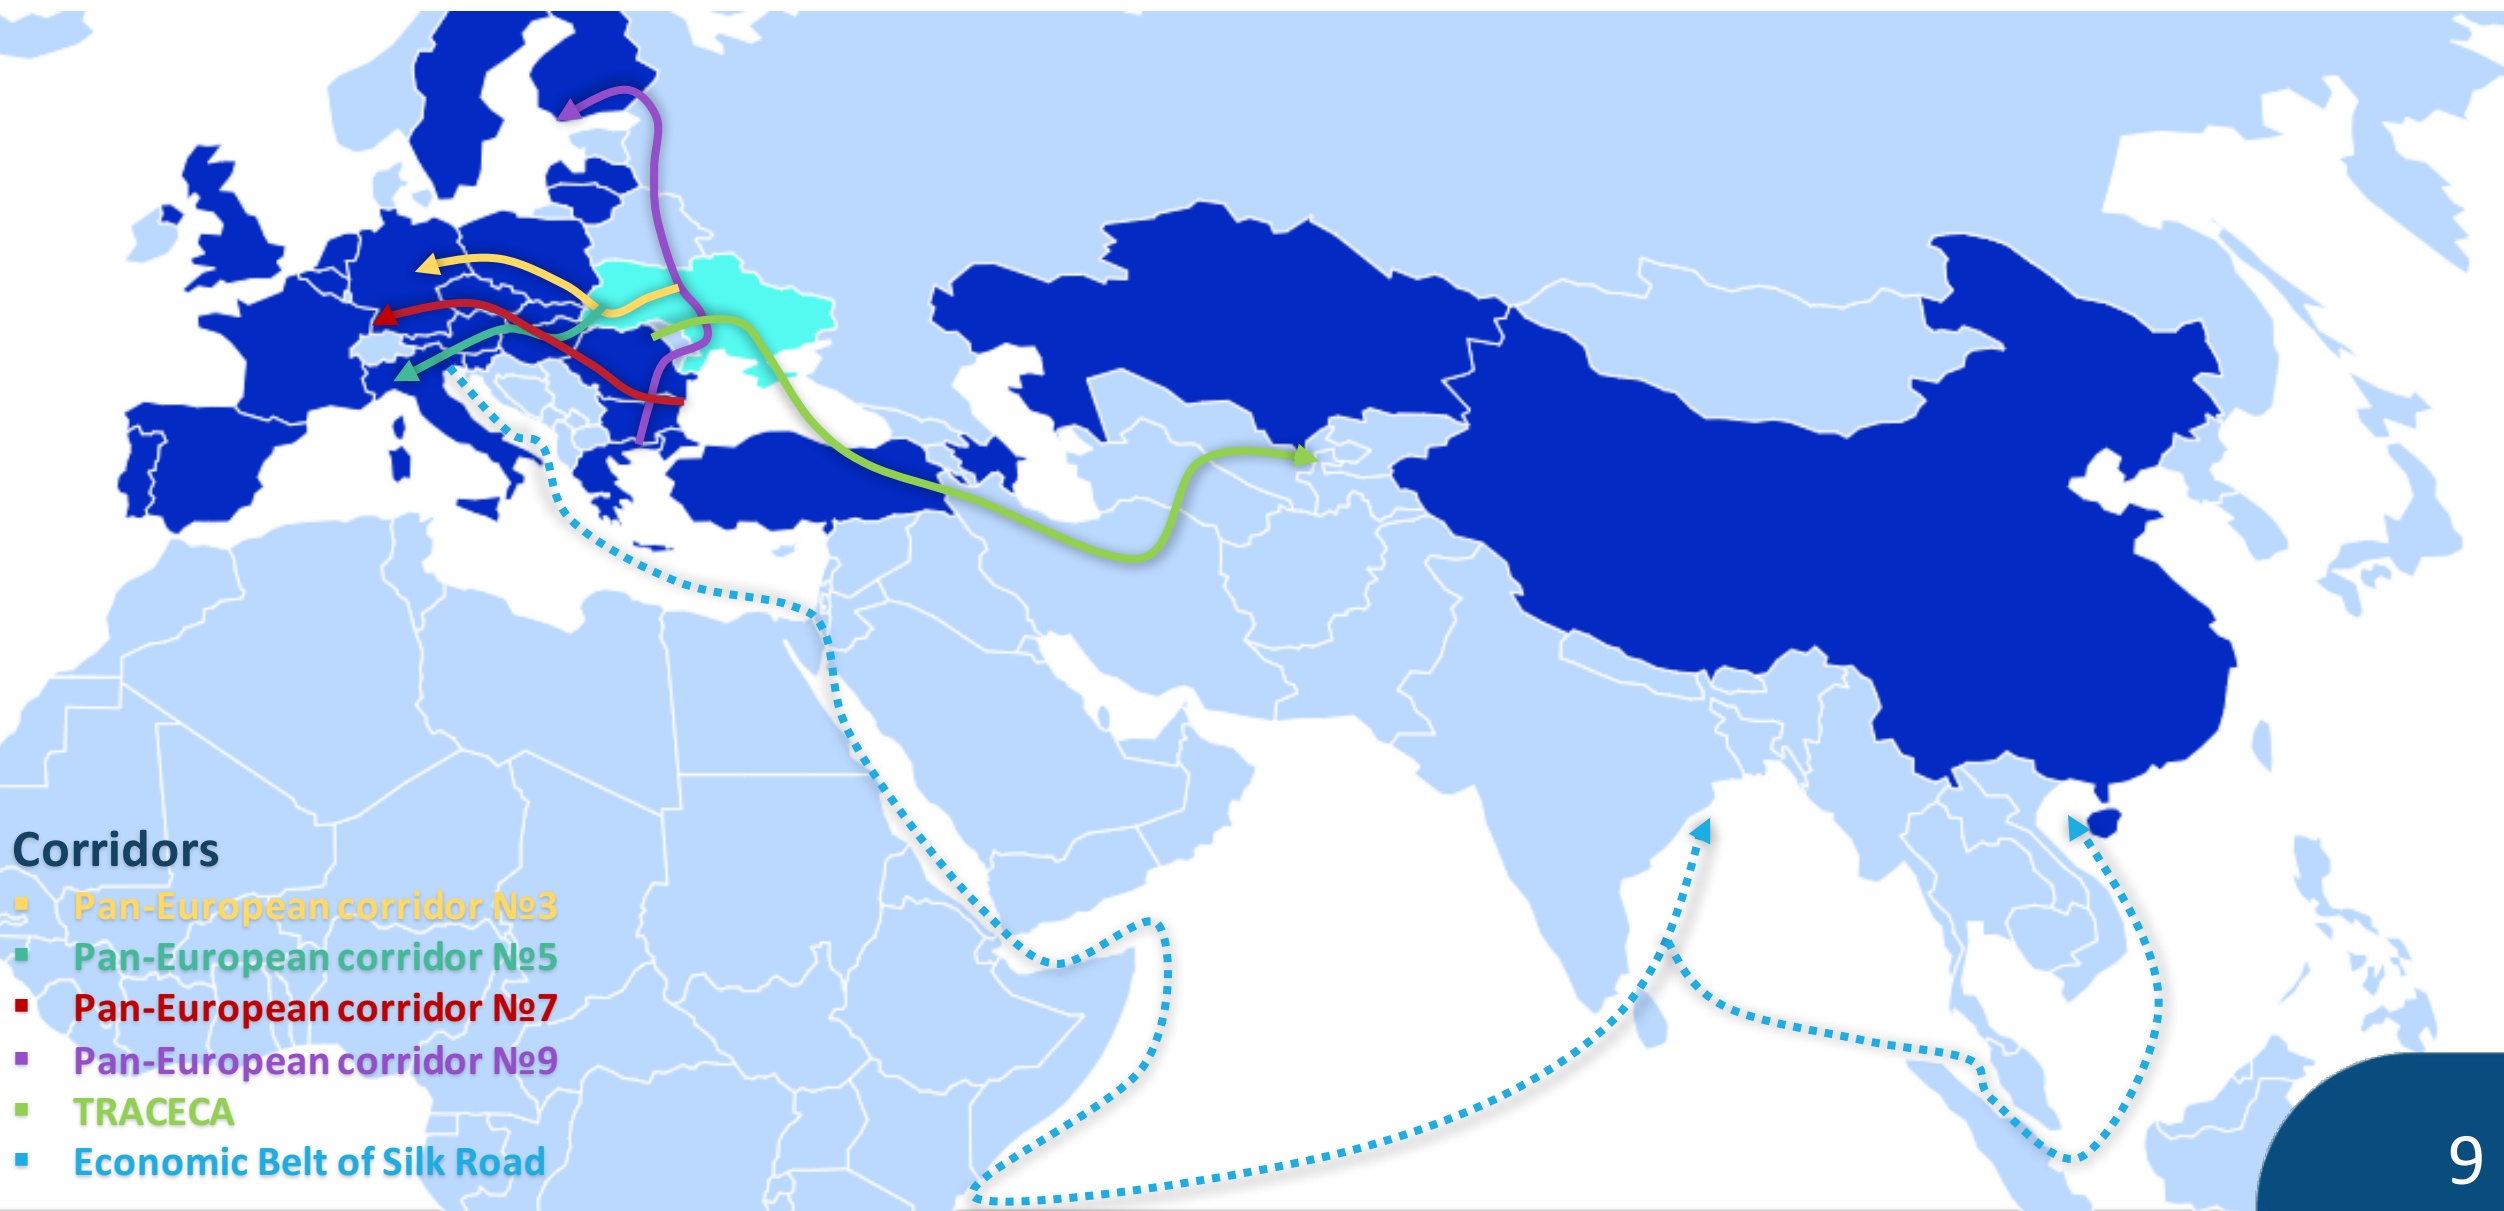 Corridors
▪ Pan-European corridor №3
▪ Pan-European corridor №5
▪ Pan-European corridor №7
▪ Pan-European corridor №9
▪ TRACECA
▪ Economic Belt of Silk Road
9